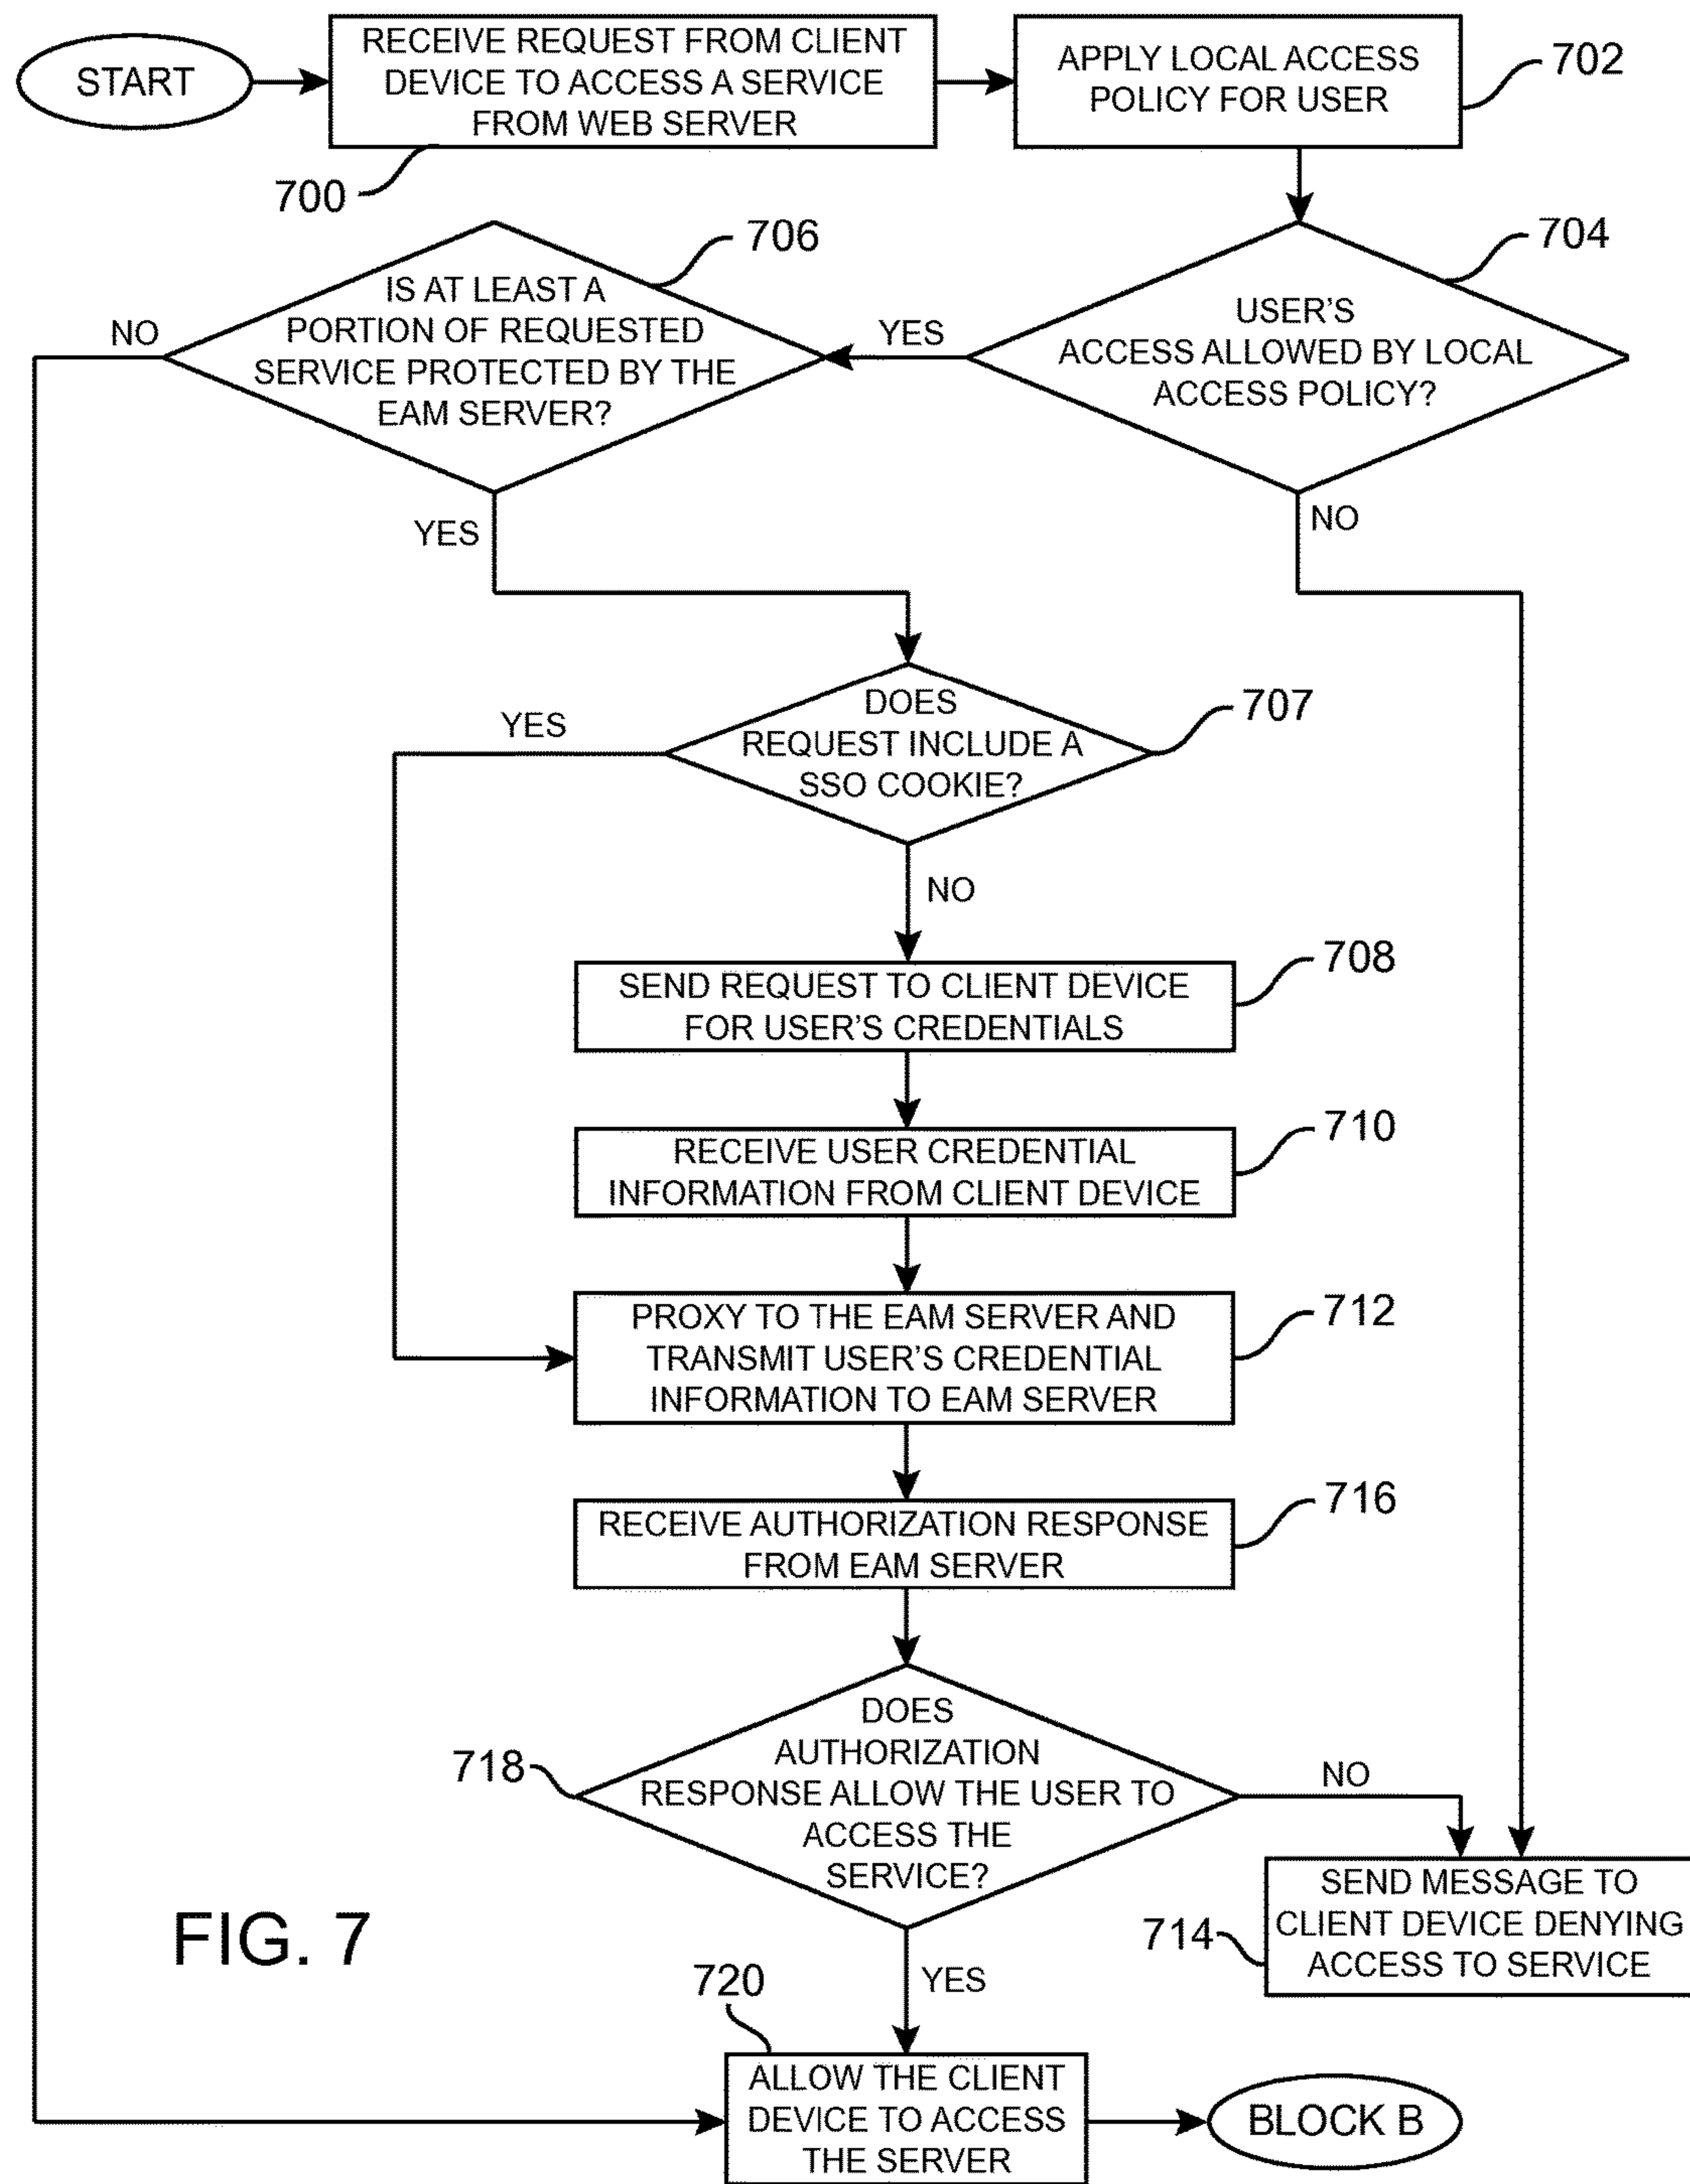 START
RECEIVE REQUEST FROM CLIENT
DEVICE TO ACCESS A SERVICE
FROM WEB SERVER
700
APPLY LOCAL ACCESS
POLICY FOR USER
702
704
USER'S
ACCESS ALLOWED BY LOCAL
ACCESS POLICY?
YES
NO
706
IS AT LEAST A
PORTION OF REQUESTED
SERVICE PROTECTED BY THE
EAM SERVER?
NO
YES
707
DOES
REQUEST INCLUDE A
SSO COOKIE?
YES
NO
708
SEND REQUEST TO CLIENT DEVICE
FOR USER'S CREDENTIALS
710
RECEIVE USER CREDENTIAL
INFORMATION FROM CLIENT DEVICE
712
PROXY TO THE EAM SERVER AND
TRANSMIT USER'S CREDENTIAL
INFORMATION TO EAM SERVER
716
RECEIVE AUTHORIZATION RESPONSE
FROM EAM SERVER
718
DOES
AUTHORIZATION
RESPONSE ALLOW THE USER TO
ACCESS THE
SERVICE?
NO
YES
714
SEND MESSAGE TO
CLIENT DEVICE DENYING
ACCESS TO SERVICE
720
ALLOW THE CLIENT
DEVICE TO ACCESS
THE SERVER
BLOCK B
FIG. 7